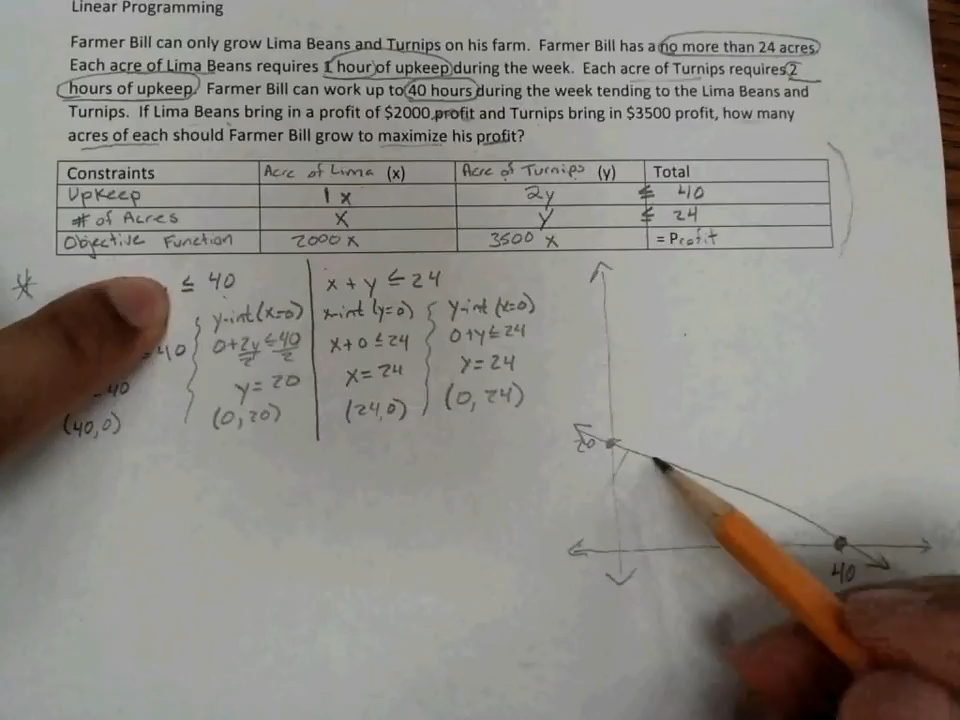 Linear Programming
Farmer Bill can only grow Lima Beans and Turnips on his farm. Farmer Bill has a no more than 24 acres.
Each acre of Lima Beans requires 1 hour of upkeep during the week. Each acre of Turnips requires 2
hours of upkeep. Farmer Bill can work up to 40 hours during the week tending to the Lima Beans and
Turnips. If Lima Beans bring in a profit of $2000 profit and Turnips bring in $3500 profit, how many
acres of each should Farmer Bill grow to maximize his profit?
Constraints Acre of Lima (x) Acre of Turnips (y) Total
Upkeep 1x 2y ≤ 40
# of Acres x y ≤ 24
Objective Function 2000x 3500x = Profit
≤ 40 x + y ≤ 24
y-int (x=0) x-int (y=0) y-int (x=0)
=40 0+2y≤40 x+0≤24 0+y≤24
2 2
=40 y=20 x=24 y=24
(40,0) (0,20) (24,0) (0,24)
20
40